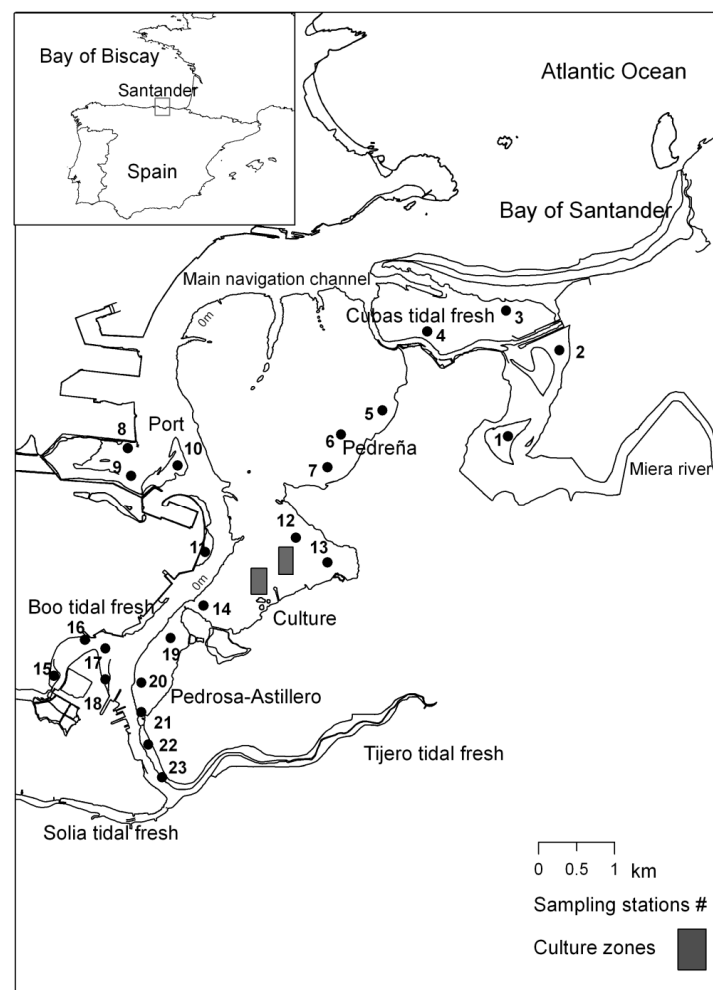 Bay of Biscay
Santander
Spain
Atlantic Ocean
Bay of Santander
Main navigation channel
0m
Cubas tidal fresh
3
4
2
5
6
Pedreña
1
7
Miera river
Port
8
10
9
12
11
13
0m
14
Culture
Boo tidal fresh
16
17
19
15
18
20
Pedrosa-Astillero
21
22
23
Tijero tidal fresh
Solia tidal fresh
0 0.5 1 km
Sampling stations #
Culture zones